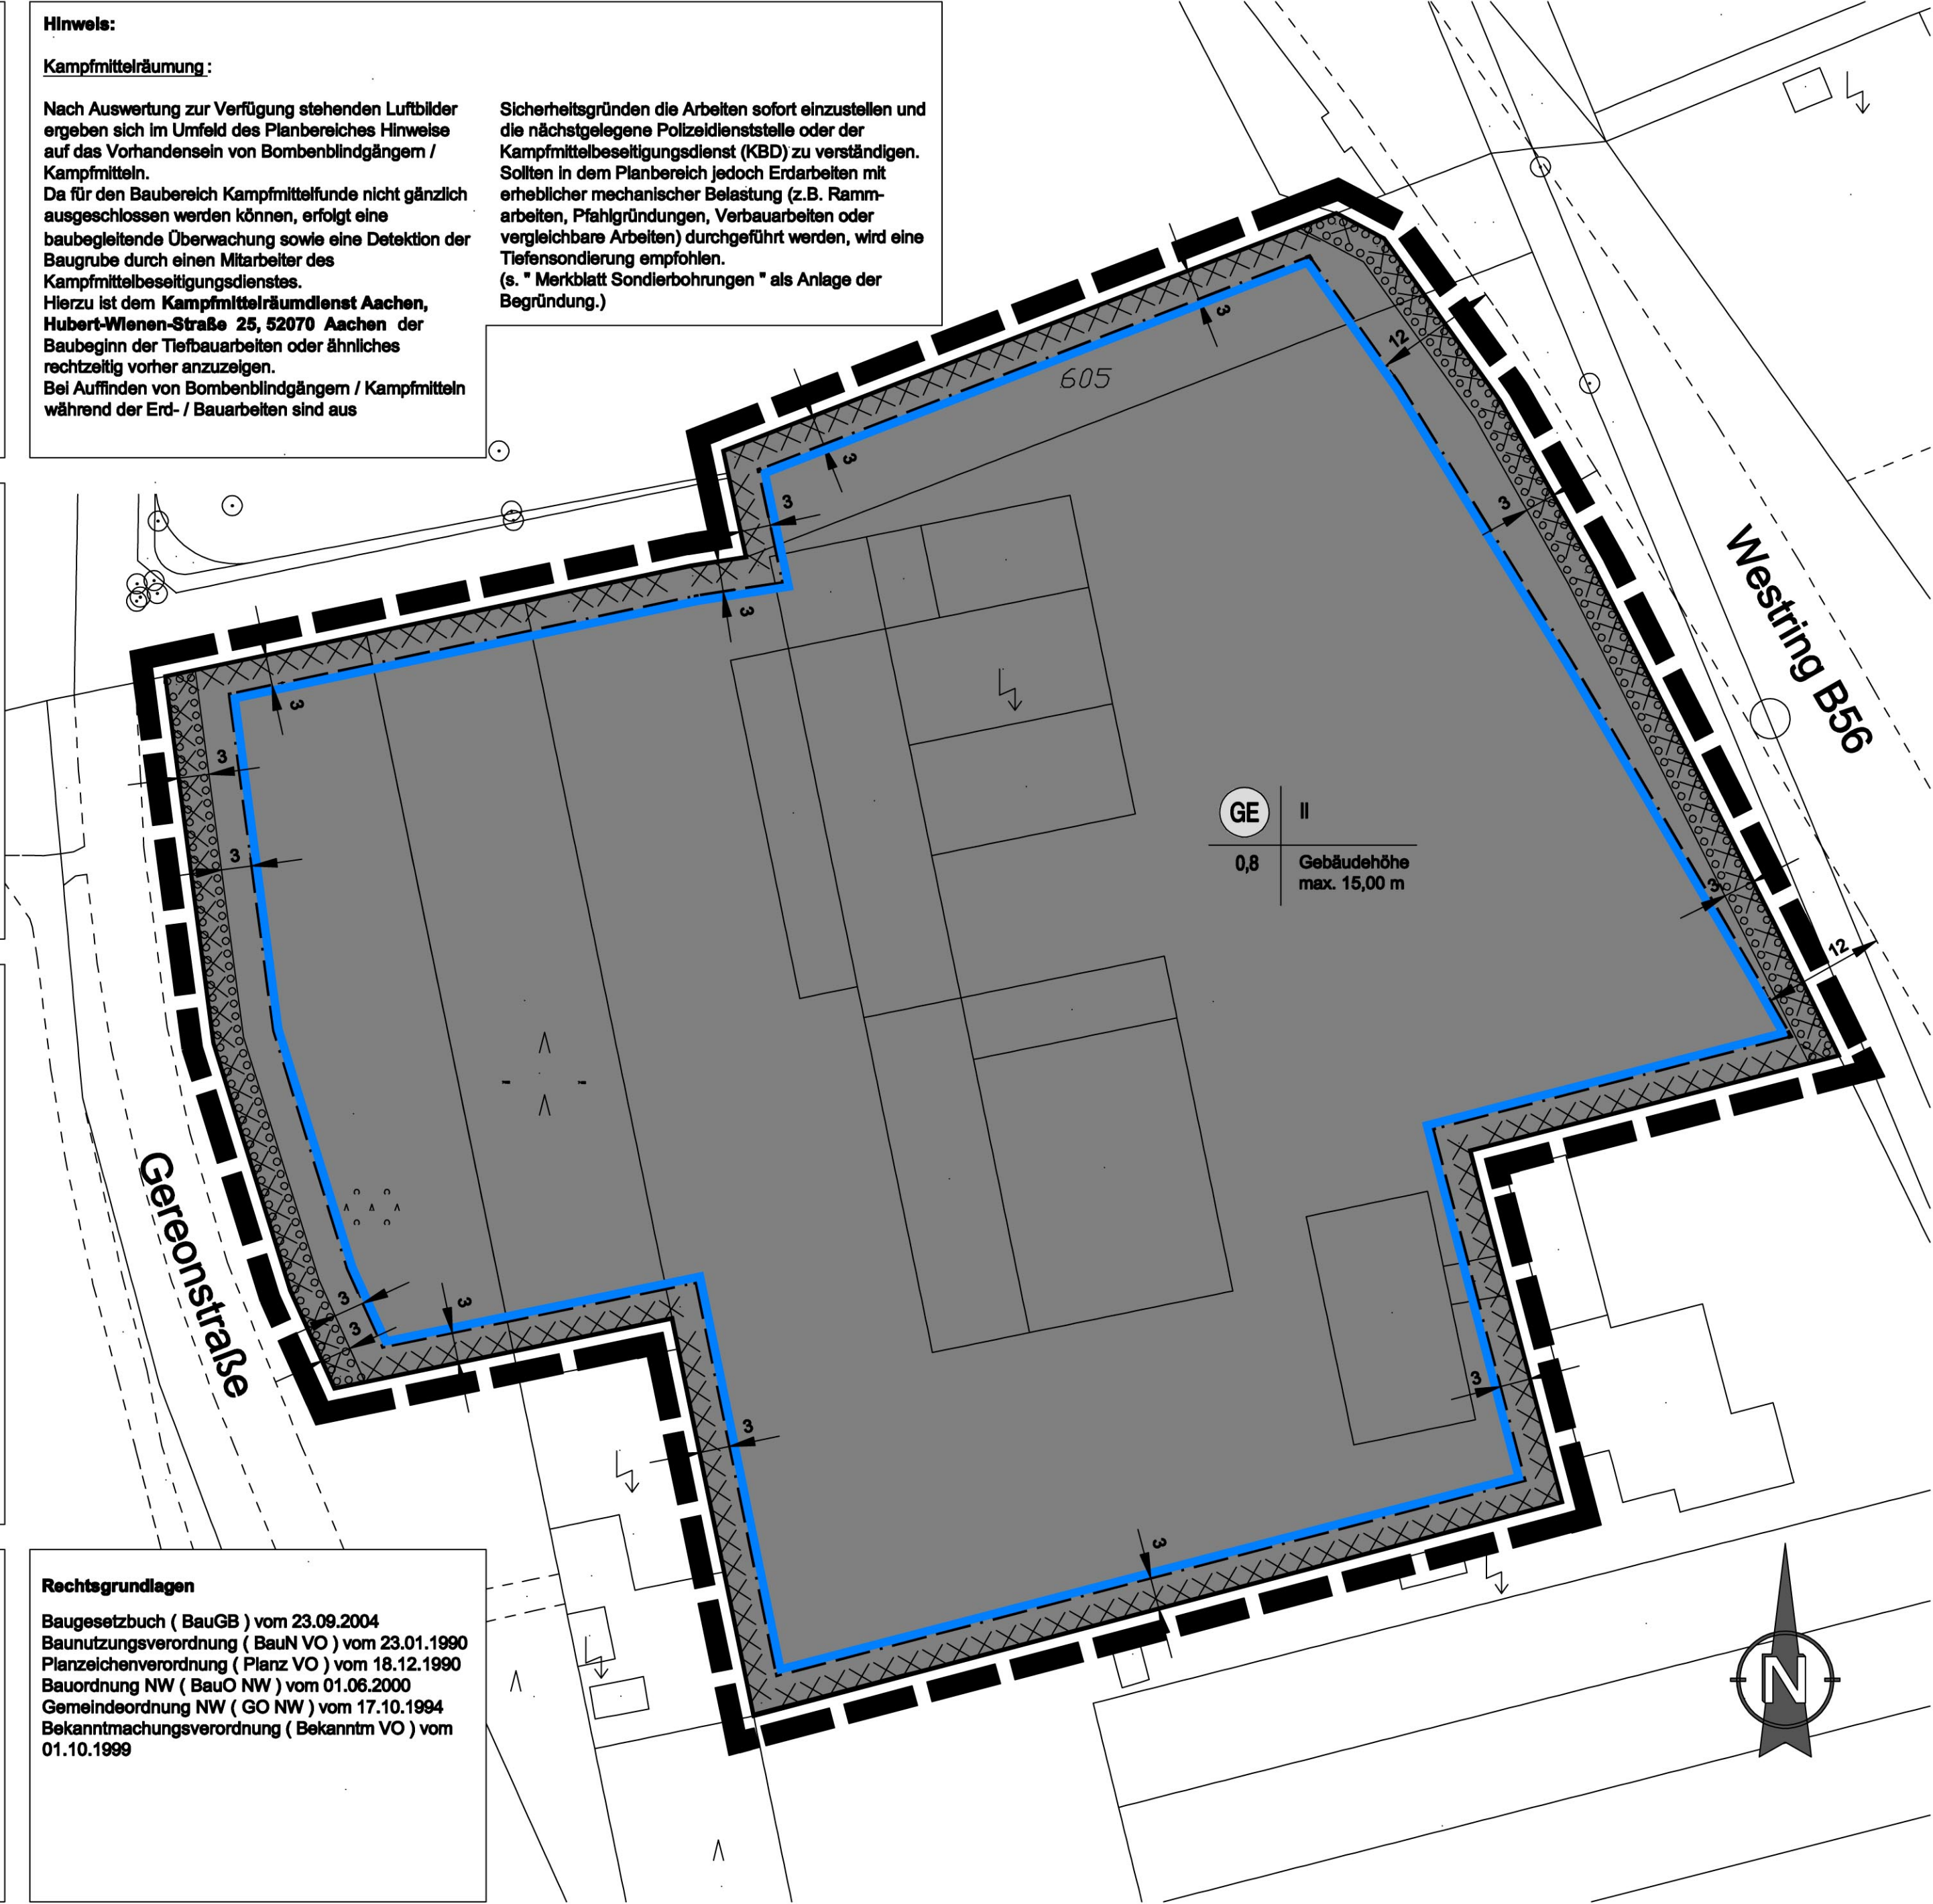 Hinweis:
Kampfmittelräumung :
Nach Auswertung zur Verfügung stehenden Luftbilder
ergeben sich im Umfeld des Planbereiches Hinweise
auf das Vorhandensein von Bombenblindgängern /
Kampfmitteln.
Da für den Baubereich Kampfmittelfunde nicht gänzlich
ausgeschlossen werden können, erfolgt eine
baubegleitende Überwachung sowie eine Detektion der
Baugrube durch einen Mitarbeiter des
Kampfmittelbeseitigungsdienstes.
Hierzu ist dem Kampfmittelräumdienst Aachen,
Hubert-Wienen-Straße 25, 52070 Aachen der
Baubeginn der Tiefbauarbeiten oder ähnliches
rechtzeitig vorher anzuzeigen.
Bei Auffinden von Bombenblindgängern / Kampfmitteln
während der Erd- / Bauarbeiten sind aus
Sicherheitsgründen die Arbeiten sofort einzustellen und
die nächstgelegene Polizeidienststelle oder der
Kampfmittelbeseitigungsdienst (KBD) zu verständigen.
Sollten in dem Planbereich jedoch Erdarbeiten mit
erheblicher mechanischer Belastung (z.B. Ramm-
arbeiten, Pfahlgründungen, Verbauarbeiten oder
vergleichbare Arbeiten) durchgeführt werden, wird eine
Tiefensondierung empfohlen.
(s. " Merkblatt Sondierbohrungen " als Anlage der
Begründung.)
3
12
605
3
3
3
3
Westring B56
3
3
3
GE
II
0,8
Gebäudehöhe
max. 15,00 m
3
12
Gereonstraße
3
3
3
3
3
3
Rechtsgrundlagen
Baugesetzbuch ( BauGB ) vom 23.09.2004
Baunutzungsverordnung ( BauN VO ) vom 23.01.1990
Planzeichenverordnung ( Planz VO ) vom 18.12.1990
Bauordnung NW ( BauO NW ) vom 01.06.2000
Gemeindeordnung NW ( GO NW ) vom 17.10.1994
Bekanntmachungsverordnung ( Bekanntm VO ) vom
01.10.1999
N